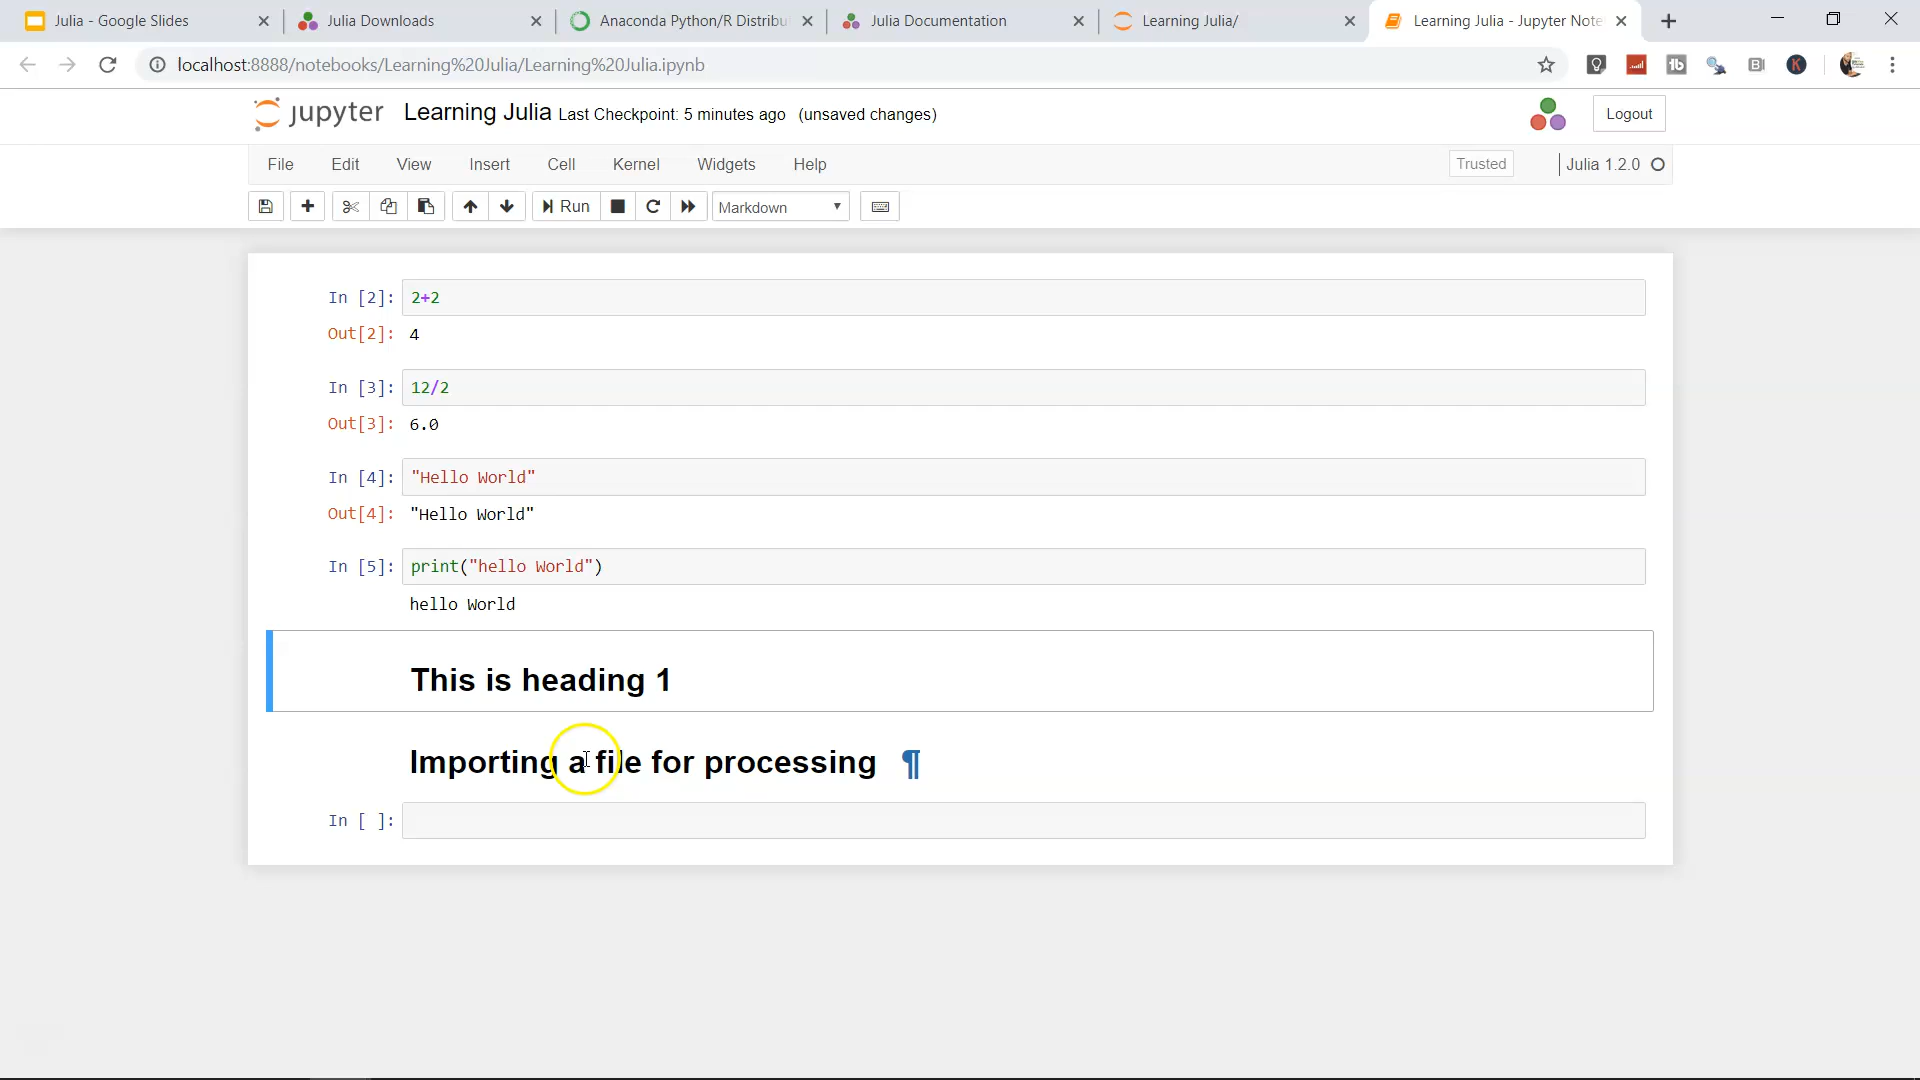 Julia - Google Slides
Julia Downloads
Anaconda Python/R Distribu
Julia Documentation
Learning Julia/
Learning Julia - Jupyter Note
localhost:8888/notebooks/Learning%20Julia/Learning%20Julia.ipynb
jupyter Learning Julia Last Checkpoint: 5 minutes ago (unsaved changes)
Logout
File Edit View Insert Cell Kernel Widgets Help
Trusted
Julia 1.2.0
Run
Markdown
In [2]: 2+2
Out[2]: 4
In [3]: 12/2
Out[3]: 6.0
In [4]: "Hello World"
Out[4]: "Hello World"
In [5]: print("hello World")
hello World
This is heading 1
Importing a file for processing ¶
In [ ]: